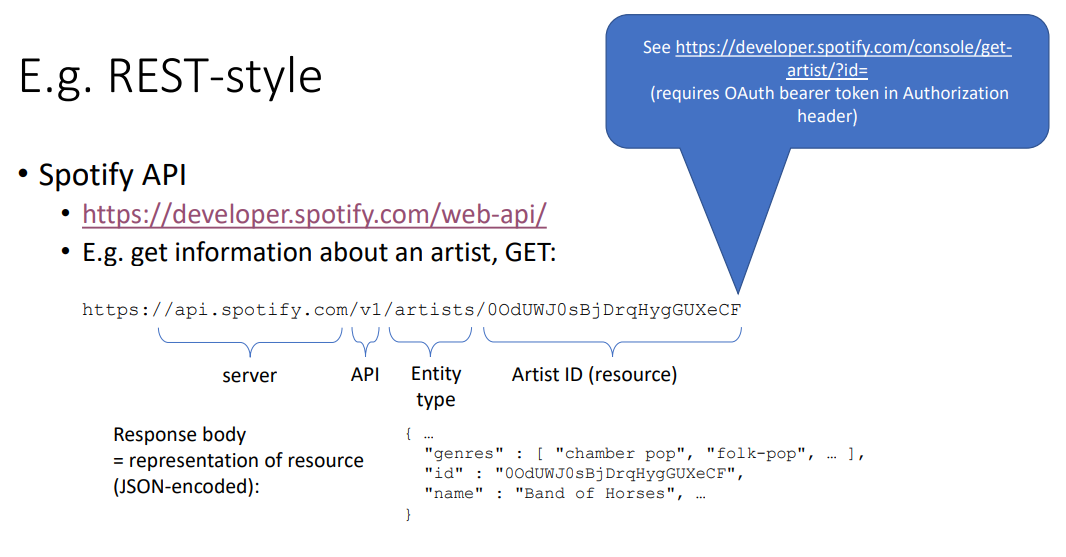 E.g. REST-style
See https://developer.spotify.com/console/get-
artist/?id=
(requires OAuth bearer token in Authorization
header)
• Spotify API
• https://developer.spotify.com/web-api/
• E.g. get information about an artist, GET:
https://api.spotify.com/v1/artists/0OdUWJ0sBjDrqHygGUXeCF
server
API
Entity
type
Artist ID (resource)
Response body
= representation of resource
(JSON-encoded):
{ …
"genres" : [ "chamber pop", "folk-pop", … ],
"id" : "0OdUWJ0sBjDrqHygGUXeCF",
"name" : "Band of Horses", …
}